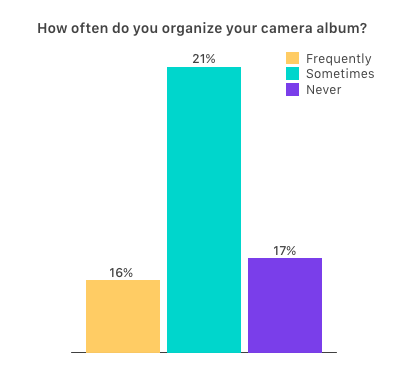 How often do you organize your camera album?
Frequently
Sometimes
Never
21%
17%
16%